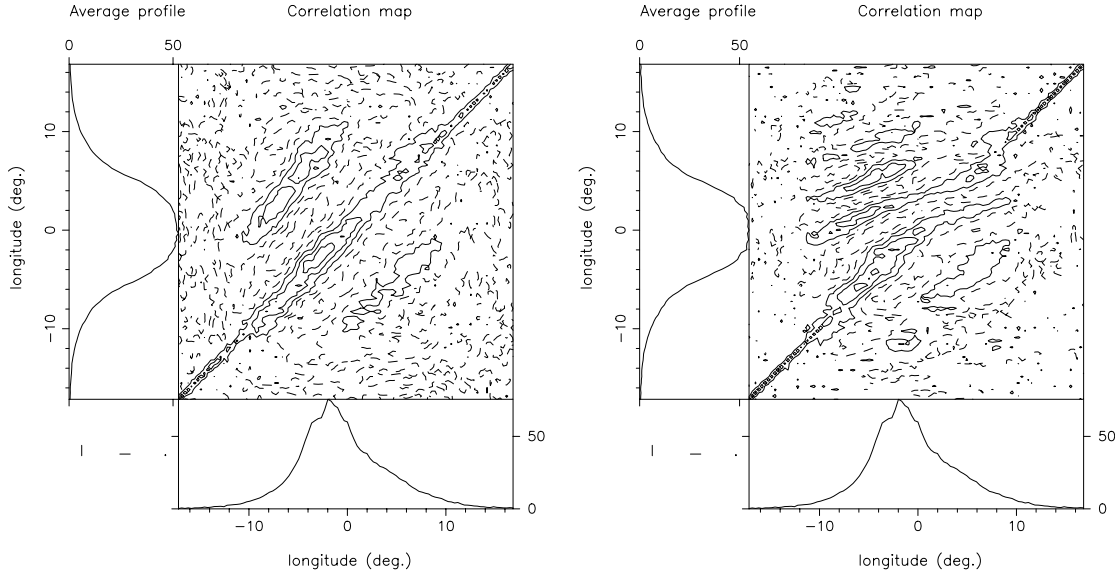 Average profile Correlation map Average profile Correlation map
0 50 0 50
longitude (deg.) 10 0 −10 longitude (deg.) 10 0 −10
50 50
0 0
−10 0 10 −10 0 10
longitude (deg.) longitude (deg.)